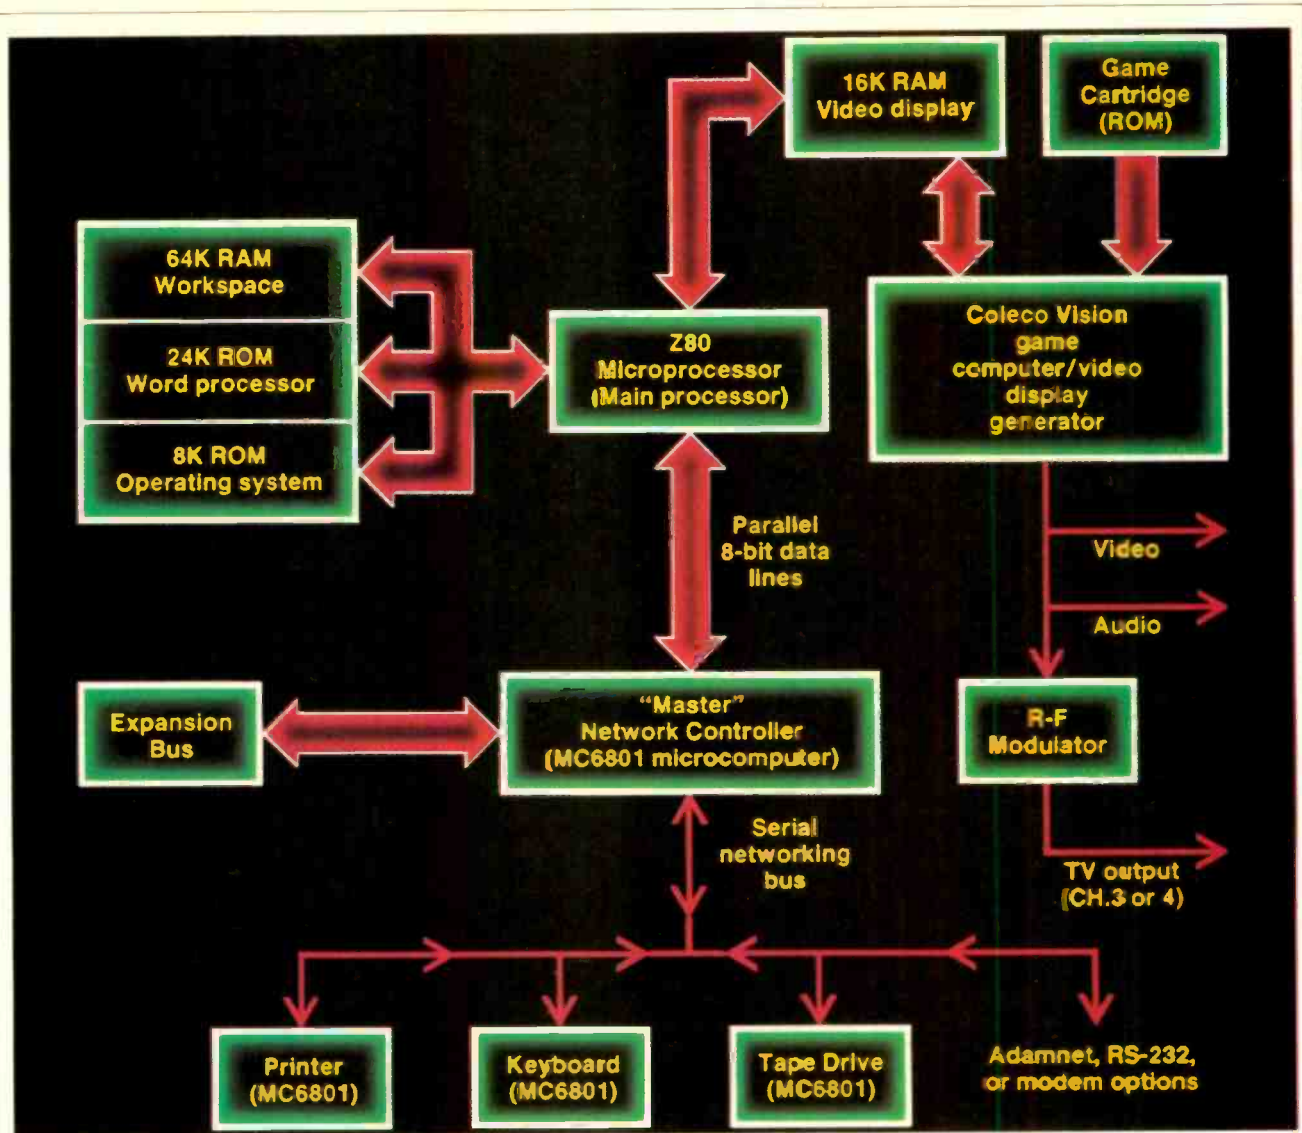 16K RAM
Video display
Game
Cartridge
(ROM)
64K RAM
Workspace
24K ROM
Word processor
8K ROM
Operating system
Z80
Microprocessor
(Main processor)
Coleco Vision
game
computer/video
display
generator
Parallel
8-bit data
lines
Video
Audio
Expansion
Bus
“Master”
Network Controller
(MC6801 microcomputer)
R-F
Modulator
Serial
networking
bus
TV output
(CH.3 or 4)
Printer
(MC6801)
Keyboard
(MC6801)
Tape Drive
(MC6801)
Adamnet, RS-232,
or modem options